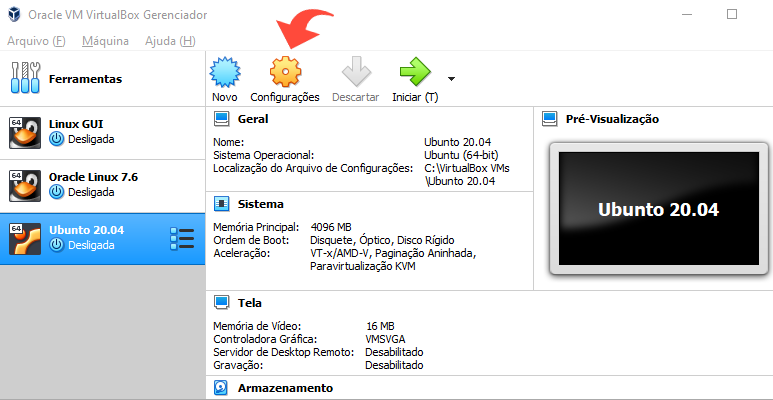 Oracle VM VirtualBox Gerenciador
Arquivo (F) Máquina Ajuda (H)
Ferramentas
Novo Configurações Descartar Iniciar (T)
64 Linux GUI
Desligada
64 Oracle Linux 7.6
Desligada
64 Ubunto 20.04
Desligada
Geral
Nome: Ubunto 20.04
Sistema Operacional: Ubuntu (64-bit)
Localização do Arquivo de Configurações: C:\VirtualBox VMs
\Ubunto 20.04
Sistema
Memória Principal: 4096 MB
Ordem de Boot: Disquete, Óptico, Disco Rígido
Aceleração: VT-x/AMD-V, Paginação Aninhada,
Paravirtualização KVM
Pré-Visualização
Ubunto 20.04
Tela
Memória de Vídeo: 16 MB
Controladora Gráfica: VMSVGA
Servidor de Desktop Remoto: Desabilitado
Gravação: Desabilitado
Armazenamento